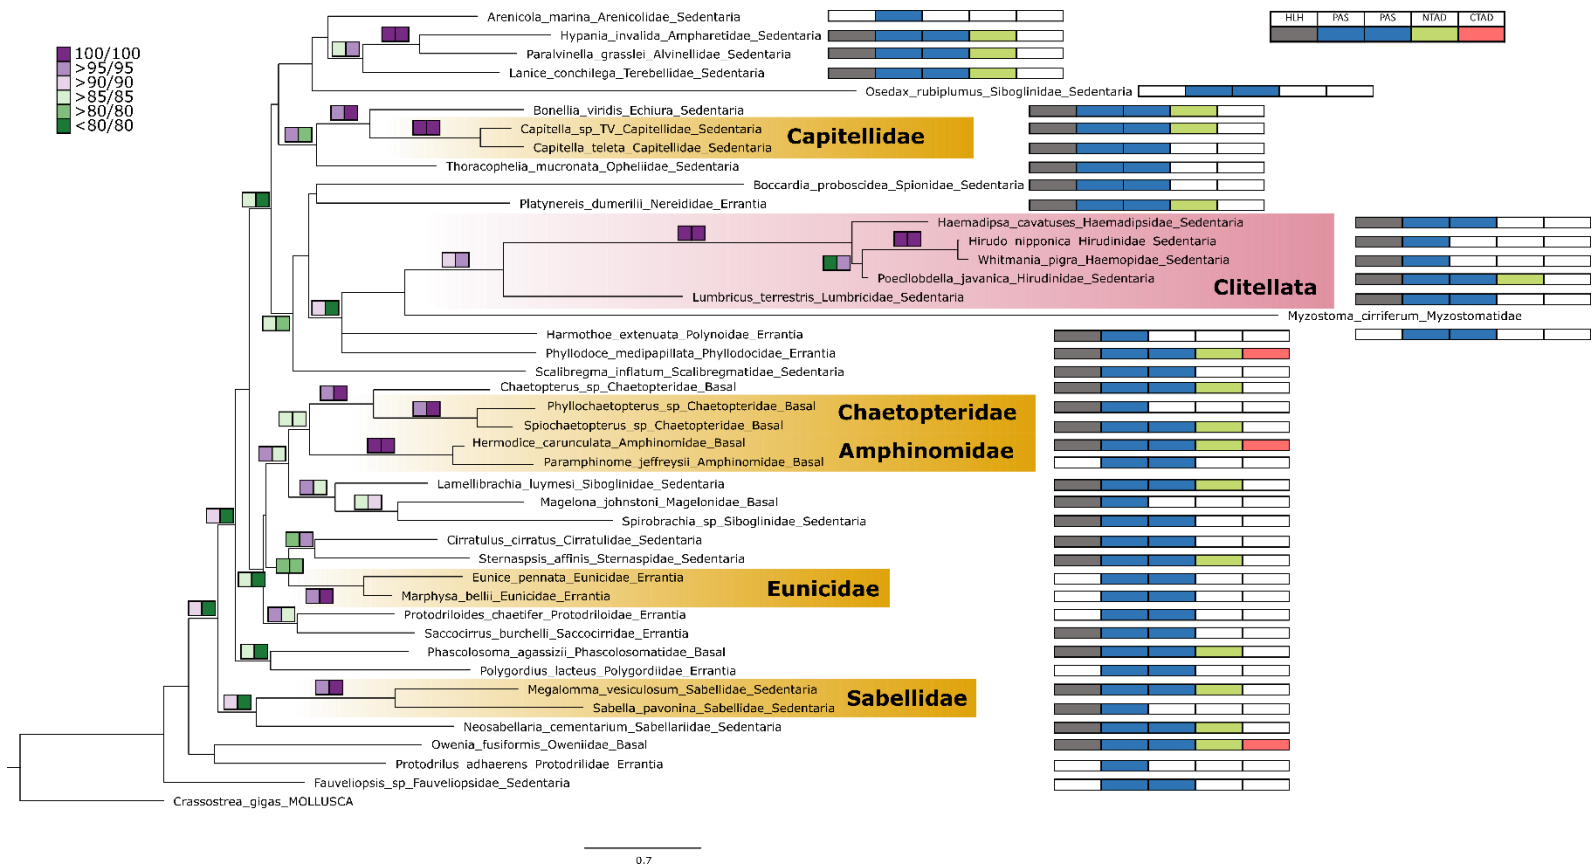 Arenicola_marina_Arenicolidae_Sedentaria
Hypania_invalida_Ampharetidae_Sedentaria
Paralvinella_grasslei_Alvinellidae_Sedentaria
Lanice_conchilega_Terebellidae_Sedentaria
Osedax_rubiplumus_Siboglinidae_Sedentaria
HLH PAS PAS NTAD CTAD
100/100
>95/95
>90/90
>85/85
>80/80
<80/80
Bonellia_viridis_Echiura_Sedentaria
Capitella_sp_TV_Capitellidae_Sedentaria
Capitellidae
Capitella_teleta_Capitellidae_Sedentaria
Thoracophelia_mucronata_Opheliidae_Sedentaria
Boccardia_proboscidea_Spionidae_Sedentaria
Platynereis_dumerilii_Nereididae_Errantia
Haemadipsa_cavatuses_Haemadipsidae_Sedentaria
Hirudo_nipponica_Hirudinidae_Sedentaria
Whitmania_pigra_Haemopidae_Sedentaria
Poecilobdella_javanica_Hirudinidae_Sedentaria
Clitellata
Lumbricus_terrestris_Lumbricidae_Sedentaria
Myzostoma_cirriferum_Myzostomatidae
Harmothoe_extenuata_Polynoidae_Errantia
Phyllodoce_medipapillata_Phyllodocidae_Errantia
Scalibregma_inflatum_Scalibregmatidae_Sedentaria
Chaetopterus_sp_Chaetopteridae_Basal
Phyllochaetopterus_sp_Chaetopteridae_Basal
Chaetopteridae
Spiochaetopterus_sp_Chaetopteridae_Basal
Hermodice_carunculata_Amphinomidae_Basal
Amphinomidae
Paramphinome_jeffreysii_Amphinomidae_Basal
Lamellibrachia_luymesi_Siboglinidae_Sedentaria
Magelona_johnstoni_Magelonidae_Basal
Spirobrachia_sp_Siboglinidae_Sedentaria
Cirratulus_cirratus_Cirratulidae_Sedentaria
Sternaspsis_affinis_Sternaspidae_Sedentaria
Eunice_pennata_Eunicidae_Errantia
Eunicidae
Marphysa_bellii_Eunicidae_Errantia
Protodriloides_chaetifer_Protodriloidae_Errantia
Saccocirrus_burchelli_Saccocirridae_Errantia
Phascolosoma_agassizii_Phascolosomatidae_Basal
Polygordius_lacteus_Polygordiidae_Errantia
Megalomma_vesiculosum_Sabellidae_Sedentaria
Sabellidae
Sabella_pavonina_Sabellidae_Sedentaria
Neosabellaria_cementarium_Sabellariidae_Sedentaria
Owenia_fusiformis_Oweniidae_Basal
Protodrilus_adhaerens_Protodrilidae_Errantia
Fauveliopsis_sp_Fauveliopsidae_Sedentaria
Crassostrea_gigas_MOLLUSCA
0.7